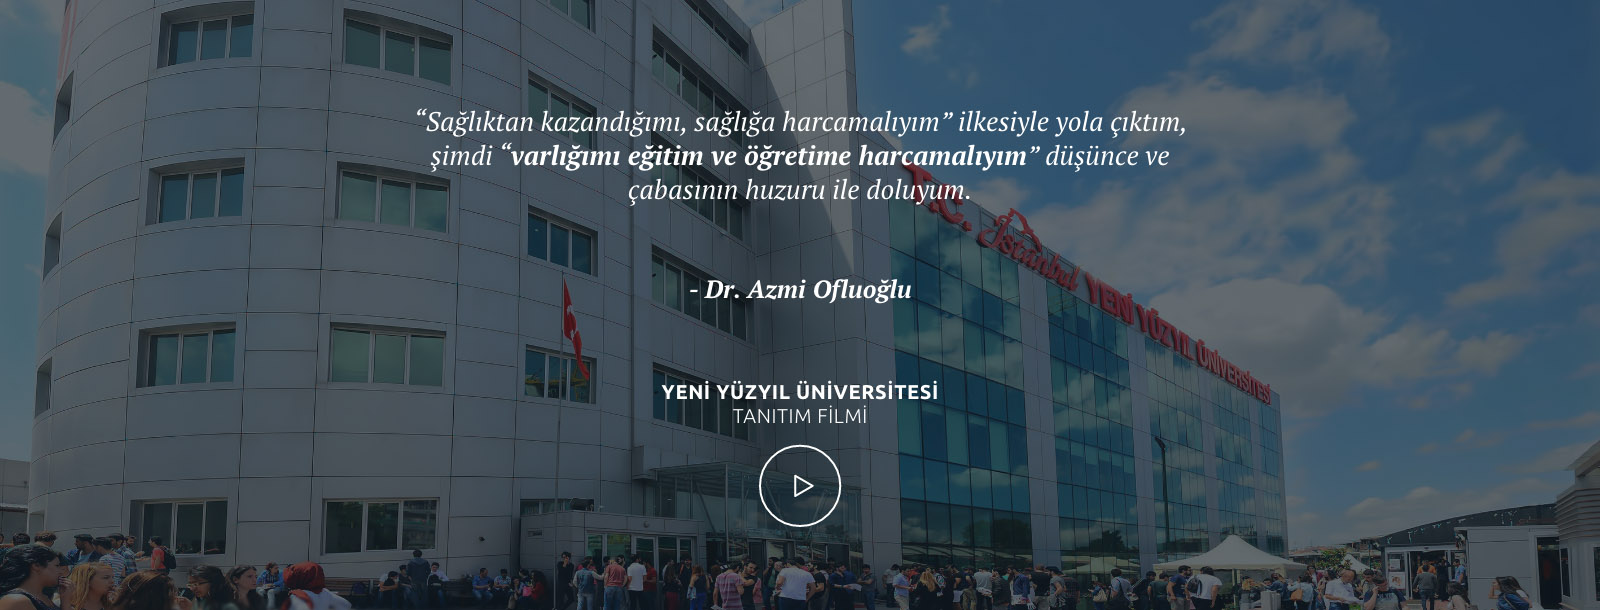 “Sağlıktan kazandığımı, sağlığa harcamalıyım” ilkesiyle yola çıktım,
şimdi “varlığımı eğitim ve öğretime harcamalıyım” düşünce ve
çabasının huzuru ile doluyum.
T.C. İstanbul YENİ YÜZYIL ÜNİVERSİTESİ
- Dr. Azmi Ofluoğlu
YENİ YÜZYIL ÜNİVERSİTESİ
TANITIM FİLMİ